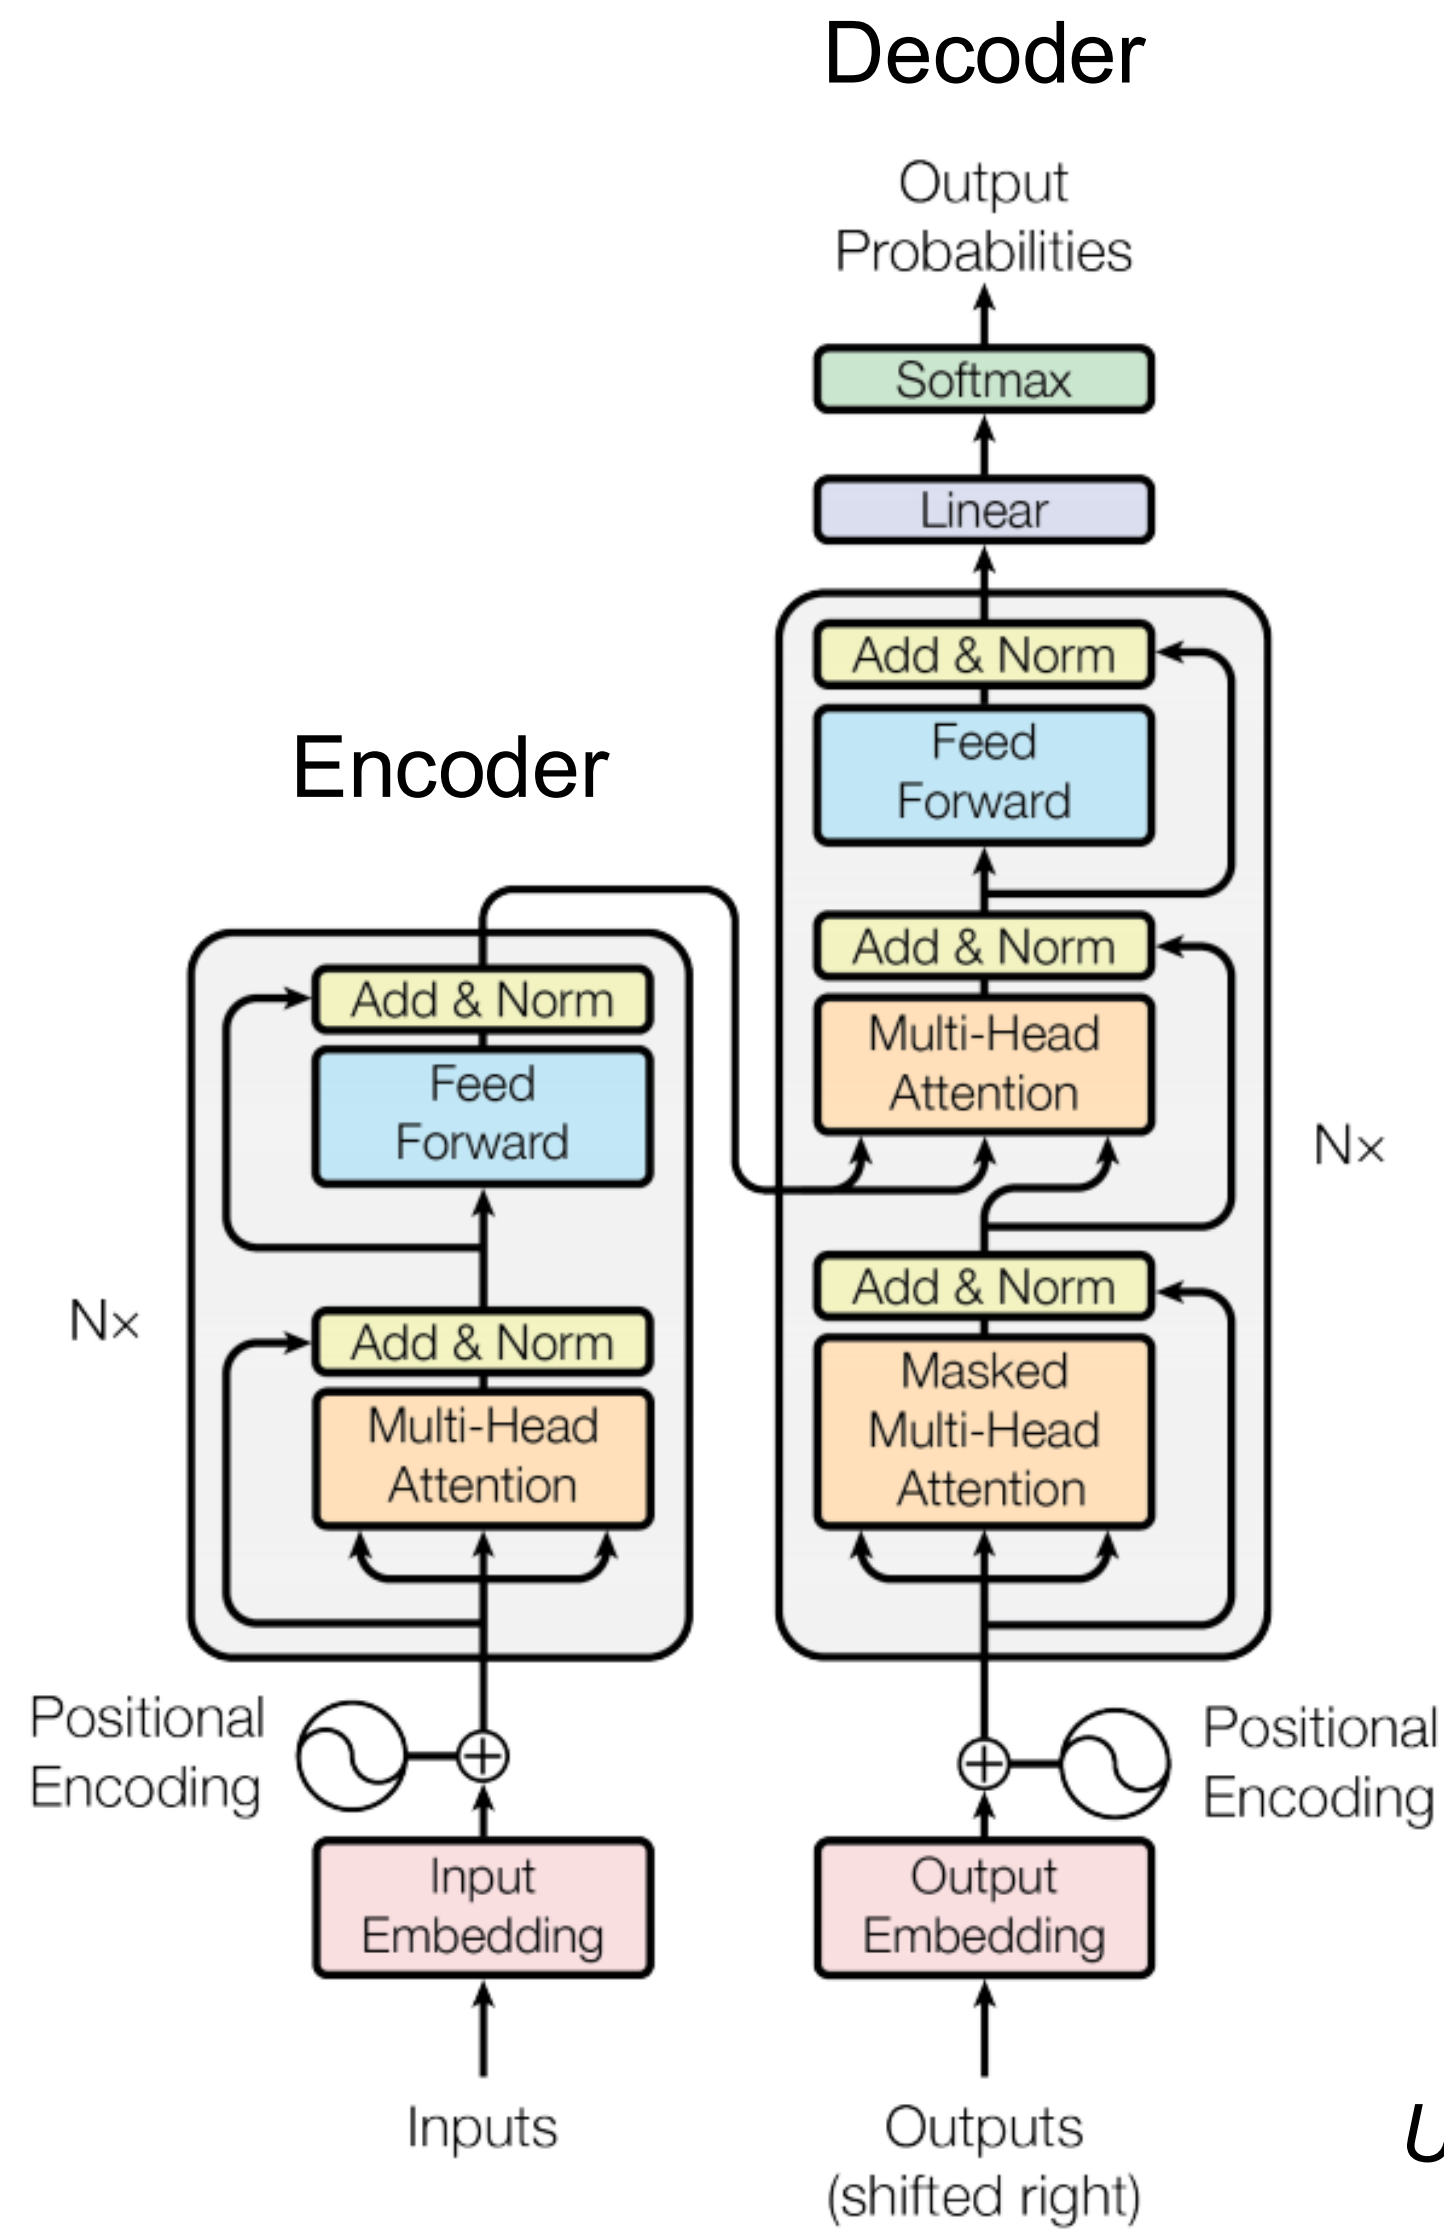 Decoder
Output
Probabilities
Softmax
Linear
Add & Norm
Feed
Forward
Add & Norm
Multi-Head
Attention
Nx
Add & Norm
Masked
Multi-Head
Attention
Positional
Encoding
Output
Embedding
Outputs
(shifted right)
Encoder
Add & Norm
Feed
Forward
Nx
Add & Norm
Multi-Head
Attention
Positional
Encoding
Input
Embedding
Inputs
U